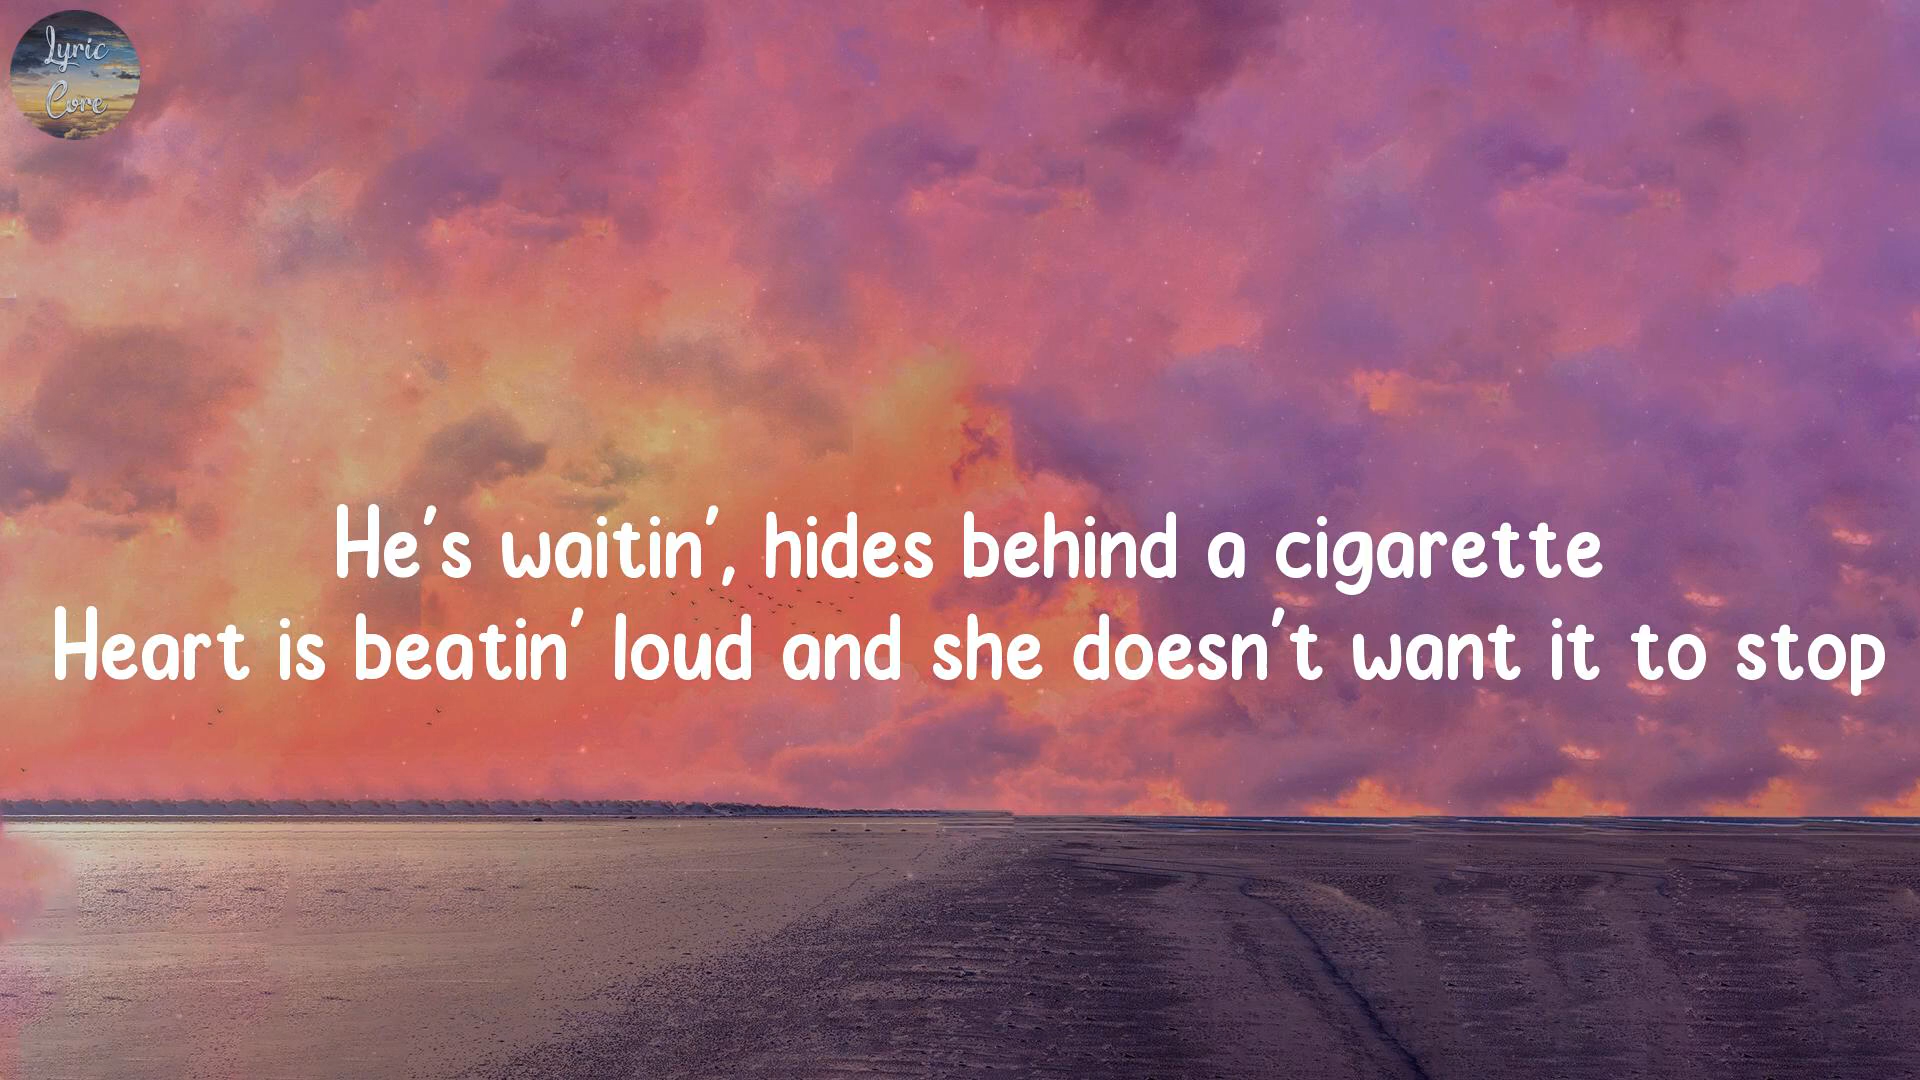 Lyric
Core
He's waitin', hides behind a cigarette
Heart is beatin' loud and she doesn't want it to stop